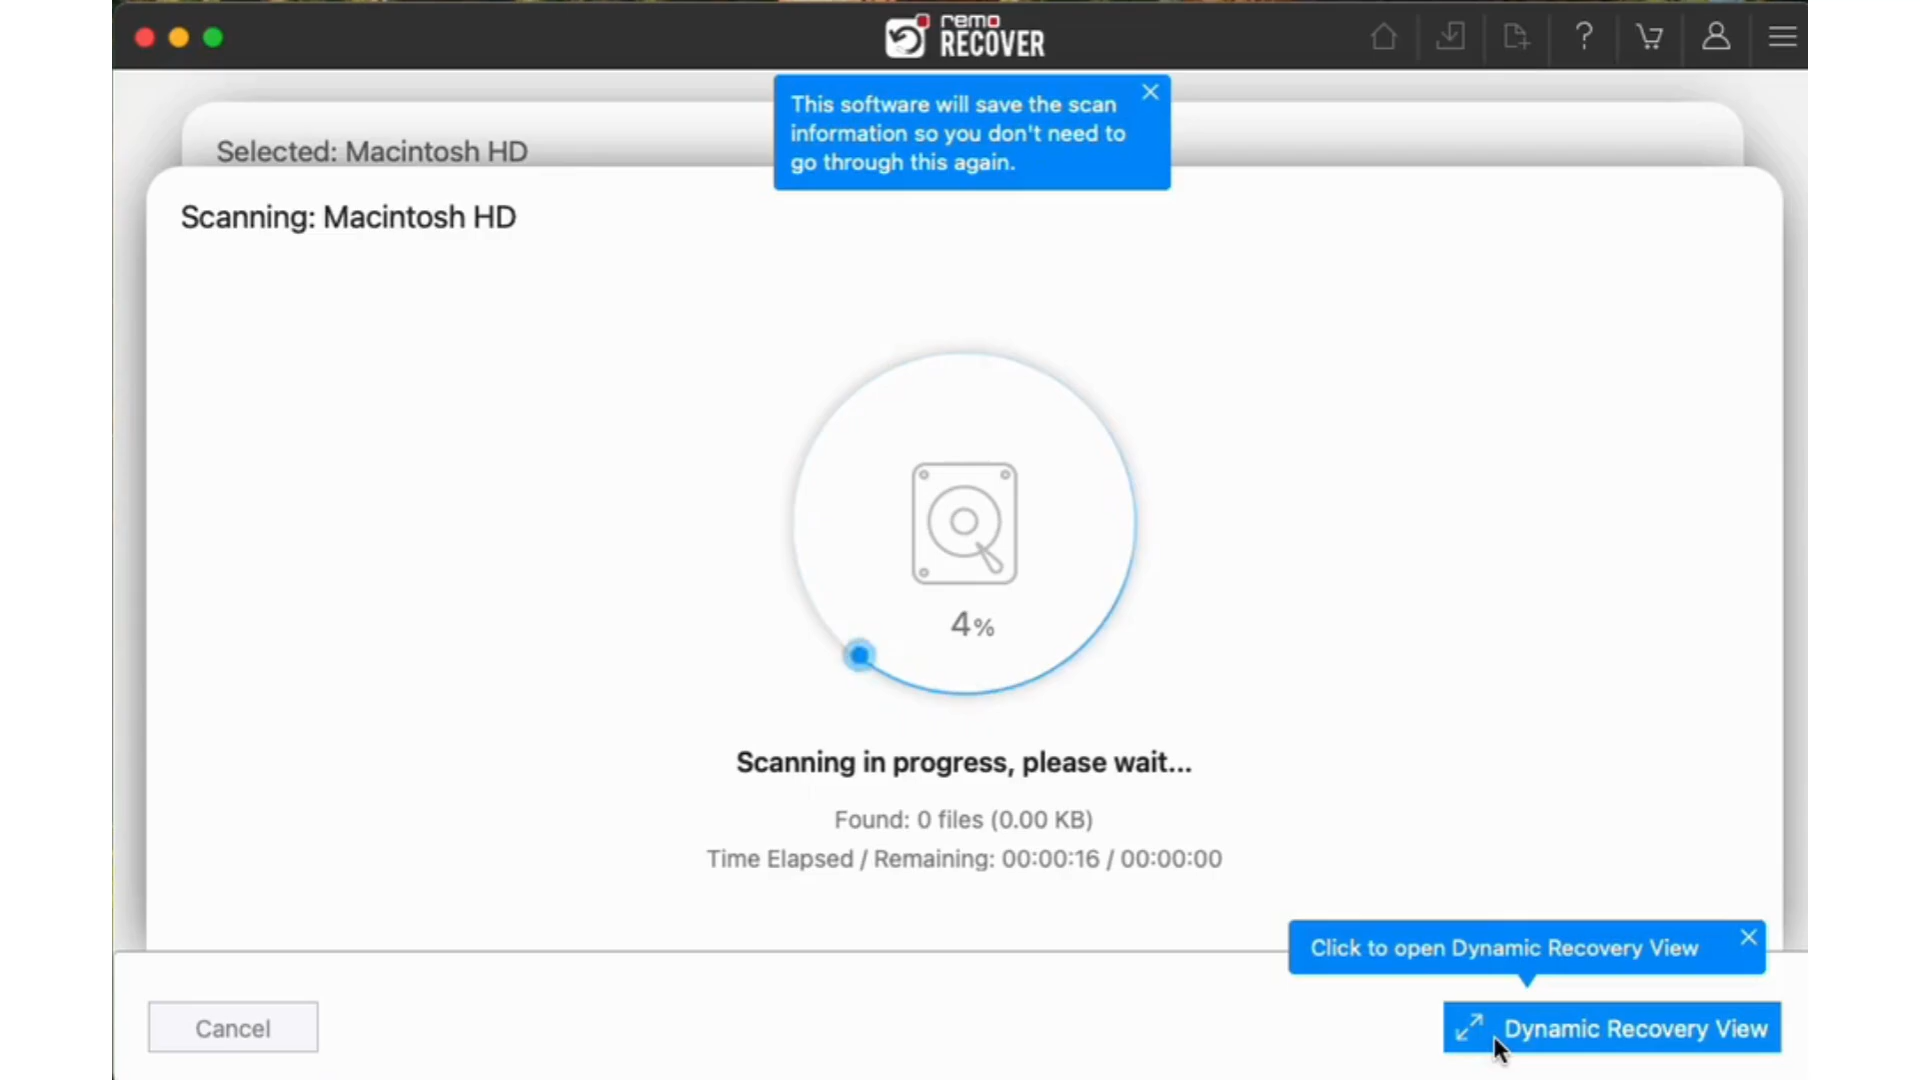 remo
RECOVER
?
This software will save the scan
information so you don't need to
go through this again.
Selected: Macintosh HD
Scanning: Macintosh HD
4%
Scanning in progress, please wait...
Found: 0 files (0.00 KB)
Time Elapsed / Remaining: 00:00:16 / 00:00:00
Click to open Dynamic Recovery View
Cancel
Dynamic Recovery View